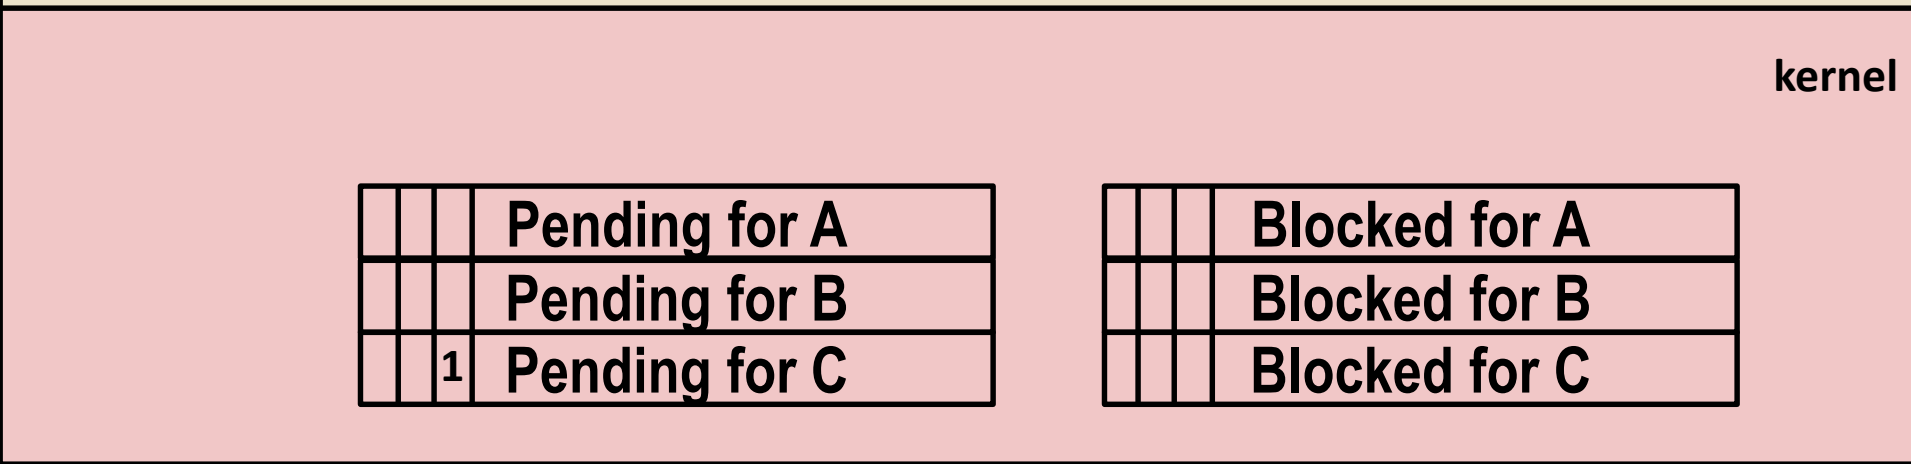 kernel
Pending for A
Blocked for A
Pending for B
Blocked for B
1 Pending for C
Blocked for C